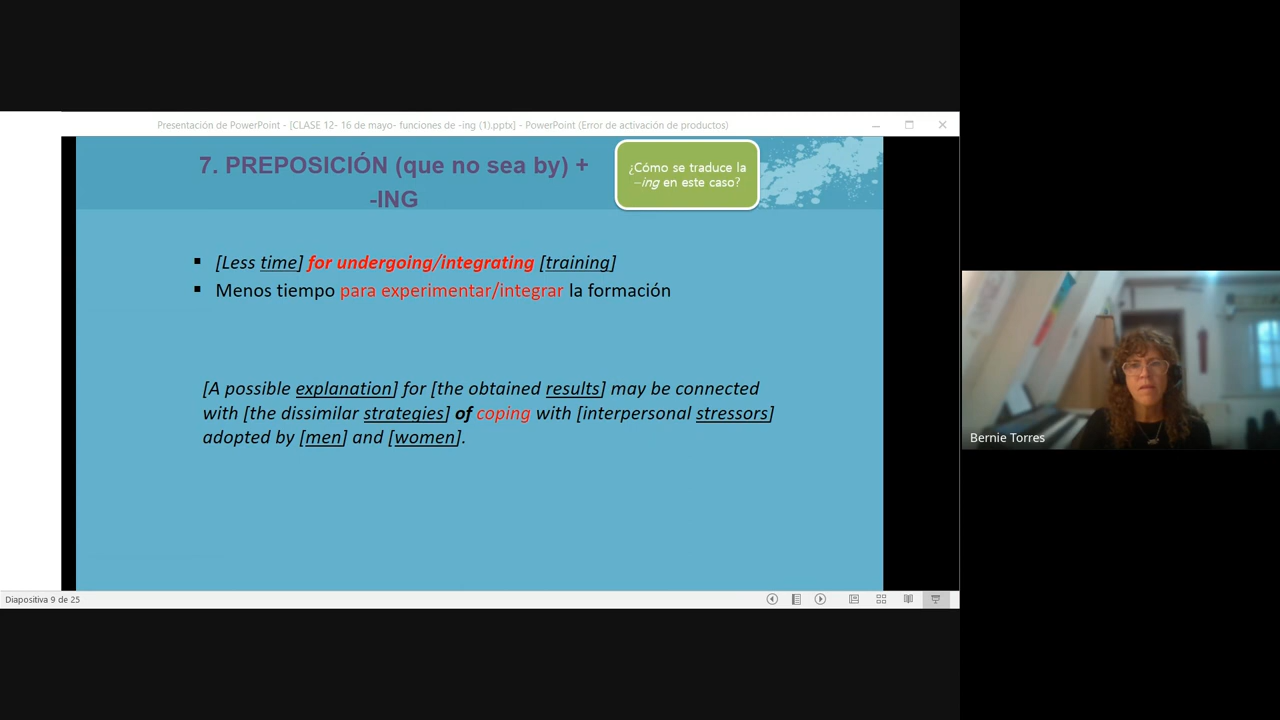 Presentación de PowerPoint - [CLASE 12- 16 de mayo- funciones de -ing (1).pptx] - PowerPoint (Error de activación de productos)
7. PREPOSICIÓN (que no sea by) +
-ING
¿Cómo se traduce la
–ing en este caso?
▪ [Less time] for undergoing/integrating [training]
▪ Menos tiempo para experimentar/integrar la formación
[A possible explanation] for [the obtained results] may be connected
with [the dissimilar strategies] of coping with [interpersonal stressors]
adopted by [men] and [women].
Diapositiva 9 de 25
Bernie Torres